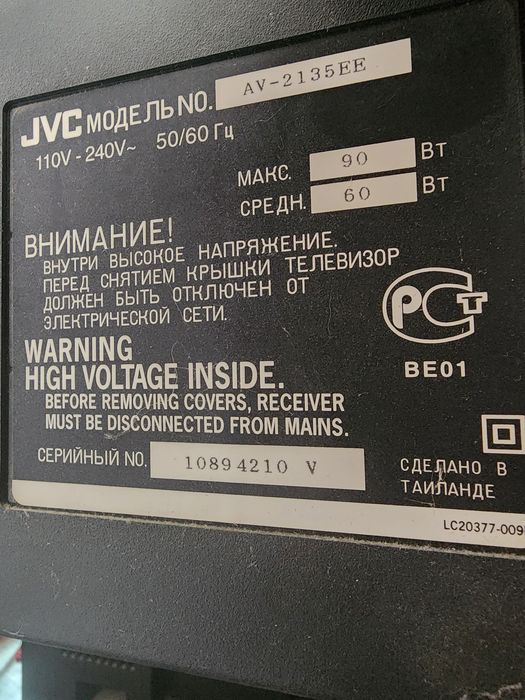 JVC МОДЕЛЬ NO. AV-2135EE
110V - 240V~ 50/60 Гц
МАКС. 90 Вт
СРЕДН. 60 Вт
ВНИМАНИЕ!
ВНУТРИ ВЫСОКОЕ НАПРЯЖЕНИЕ.
ПЕРЕД СНЯТИЕМ КРЫШКИ ТЕЛЕВИЗОР
ДОЛЖЕН БЫТЬ ОТКЛЮЧЕН ОТ
ЭЛЕКТРИЧЕСКОЙ СЕТИ.
РСТ
BE01
WARNING
HIGH VOLTAGE INSIDE.
BEFORE REMOVING COVERS, RECEIVER
MUST BE DISCONNECTED FROM MAINS.
СЕРИЙНЫЙ NO. 10894210 V
СДЕЛАНО В
ТАИЛАНДЕ
LC20377-009